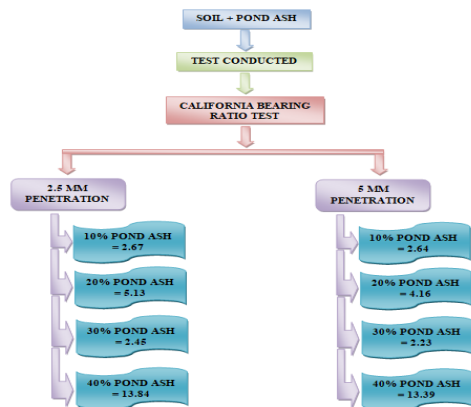 SOIL + POND ASH
TEST CONDUCTED
CALIFORNIA BEARING
RATIO TEST
2.5 MM
PENETRATION
10% POND ASH
= 2.67
20% POND ASH
= 5.13
30% POND ASH
= 2.45
40% POND ASH
= 13.84
5 MM
PENETRATION
10% POND ASH
= 2.64
20% POND ASH
= 4.16
30% POND ASH
= 2.23
40% POND ASH
= 13.39